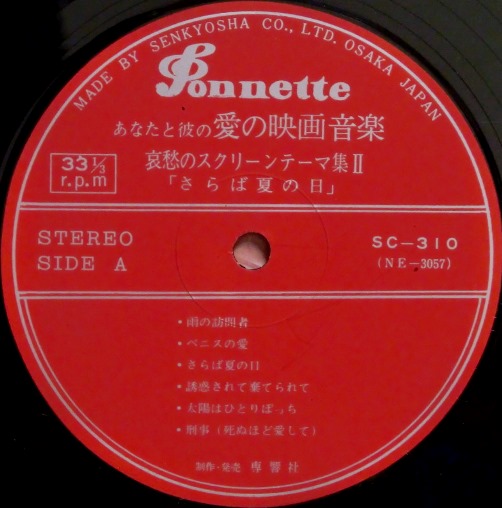 MADE BY SENKYOSHA CO., LTD. OSAKA JAPAN
Sonnette
あなたと彼の愛の映画音楽
哀愁のスクリーンテーマ集Ⅱ
「さらば夏の日」
33 1/3
r.p.m
STEREO
SIDE A
SC-310
(NE-3057)
・雨の訪問者
・ベニスの愛
・さらば夏の日
・誘惑されて棄てられて
・太陽はひとりぼっち
・刑事(死ぬほど愛して)
制作・発売 専響社